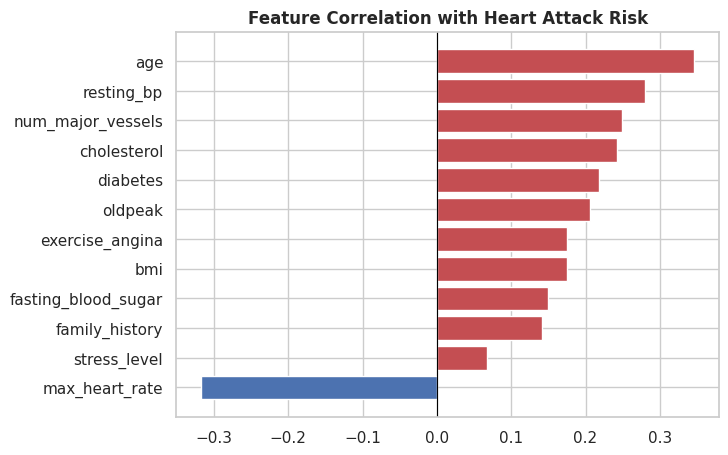 Feature Correlation with Heart Attack Risk
age
resting_bp
num_major_vessels
cholesterol
diabetes
oldpeak
exercise_angina
bmi
fasting_blood_sugar
family_history
stress_level
max_heart_rate
−0.3 −0.2 −0.1 0.0 0.1 0.2 0.3